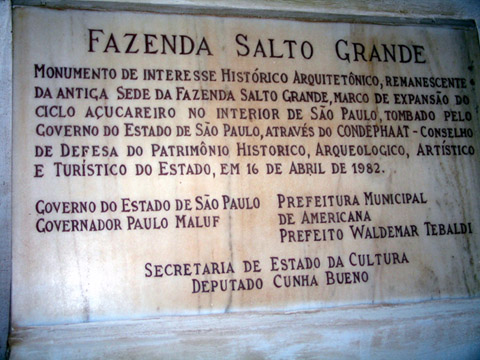 FAZENDA SALTO GRANDE
MONUMENTO DE INTERESSE HISTÓRICO ARQUITETÔNICO, REMANESCENTE
DA ANTIGA SEDE DA FAZENDA SALTO GRANDE, MARCO DE EXPANSÃO DO
CICLO AÇUCAREIRO NO INTERIOR DE SÃO PAULO, TOMBADO PELO
GOVERNO DO ESTADO DE SÃO PAULO, ATRAVÉS DO CONDEPHAAT - CONSELHO
DE DEFESA DO PATRIMÔNIO HISTORICO, ARQUEOLOGICO, ARTÍSTICO
E TURÍSTICO DO ESTADO, EM 16 DE ABRIL DE 1982.
GOVERNO DO ESTADO DE SÃO PAULO
GOVERNADOR PAULO MALUF
PREFEITURA MUNICIPAL
DE AMERICANA
PREFEITO WALDEMAR TEBALDI
SECRETARIA DE ESTADO DA CULTURA
DEPUTADO CUNHA BUENO